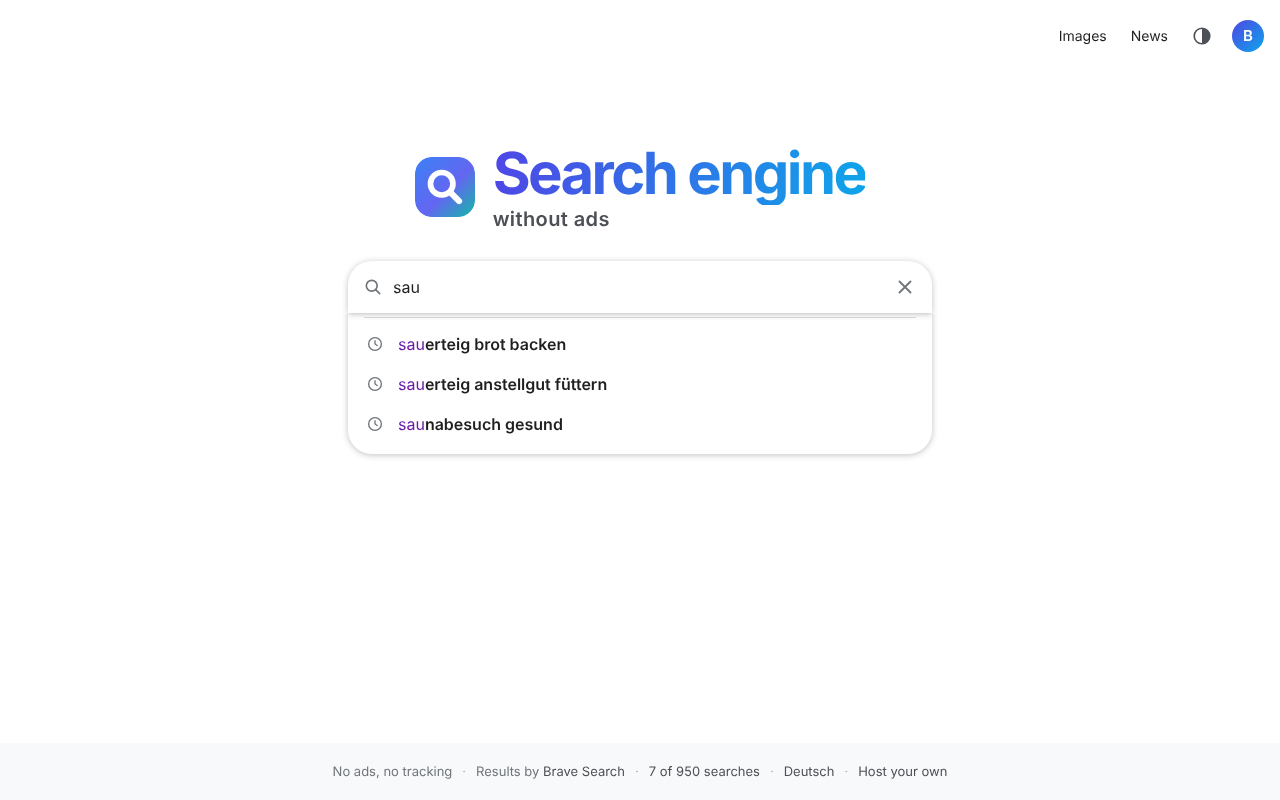 Images News B
Search engine
without ads
sau
sauerteig brot backen
sauerteig anstellgut füttern
saunabesuch gesund
No ads, no tracking · Results by Brave Search · 7 of 950 searches · Deutsch · Host your own